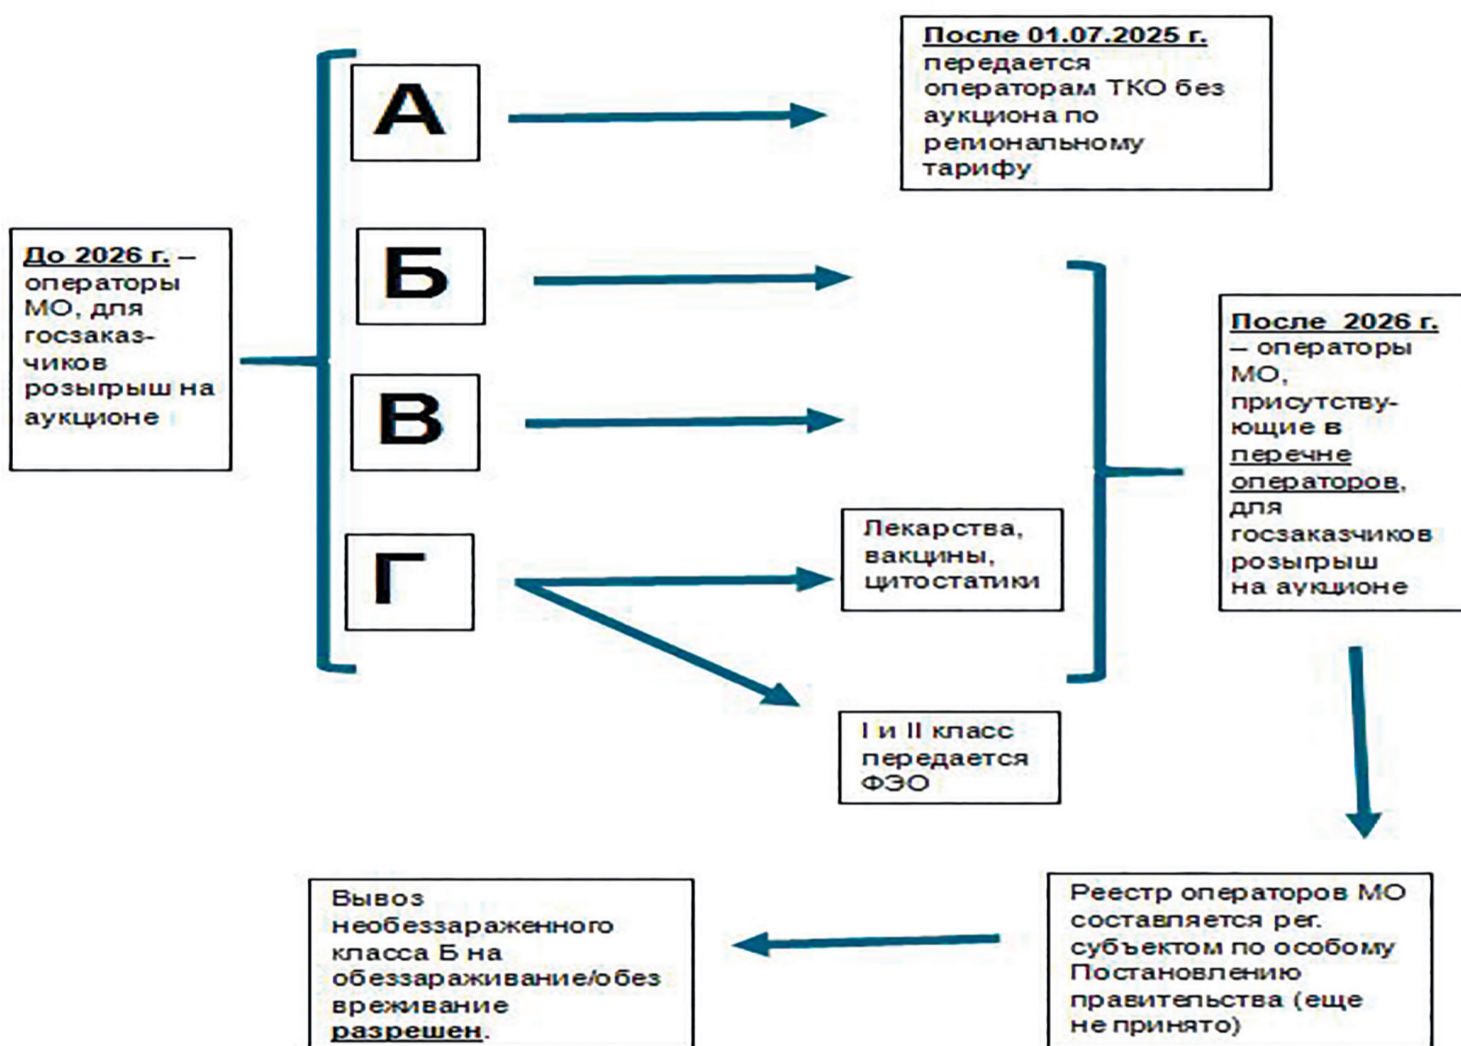 До 2026 г. –
операторы
МО, для
госзаказ-
чиков
розыгрыш на
аукционе
А
Б
В
Г
После 01.07.2025 г.
передается
операторам ТКО без
аукциона по
региональному
тарифу
Лекарства,
вакцины,
цитостатики
I и II класс
передается
ФЭО
После 2026 г.
– операторы
МО,
присутству-
ющие в
перечне
операторов,
для
госзаказчиков
розыгрыш
на аукционе
Реестр операторов МО
составляется рег.
субъектом по особому
Постановлению
правительства (еще
не принято)
Вывоз
необеззараженного
класса Б на
обеззараживание/обез
вреживание
разрешен.